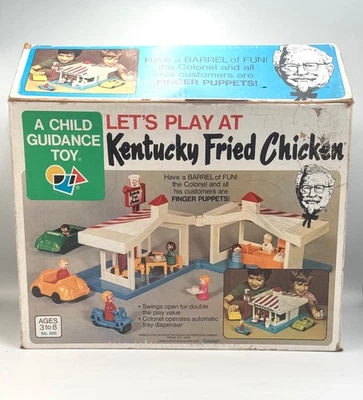 Have a BARREL of FUN!
the Colonel and all
his customers are
FINGER PUPPETS!
A CHILD
GUIDANCE
TOY®
LET'S PLAY AT
Kentucky Fried Chicken
Have a BARREL of FUN!
the Colonel and all
his customers are
FINGER PUPPETS!
• Swings open for double
the play value
• Colonel operates automatic
tray dispenser
AGES
3 to 8
No. 680